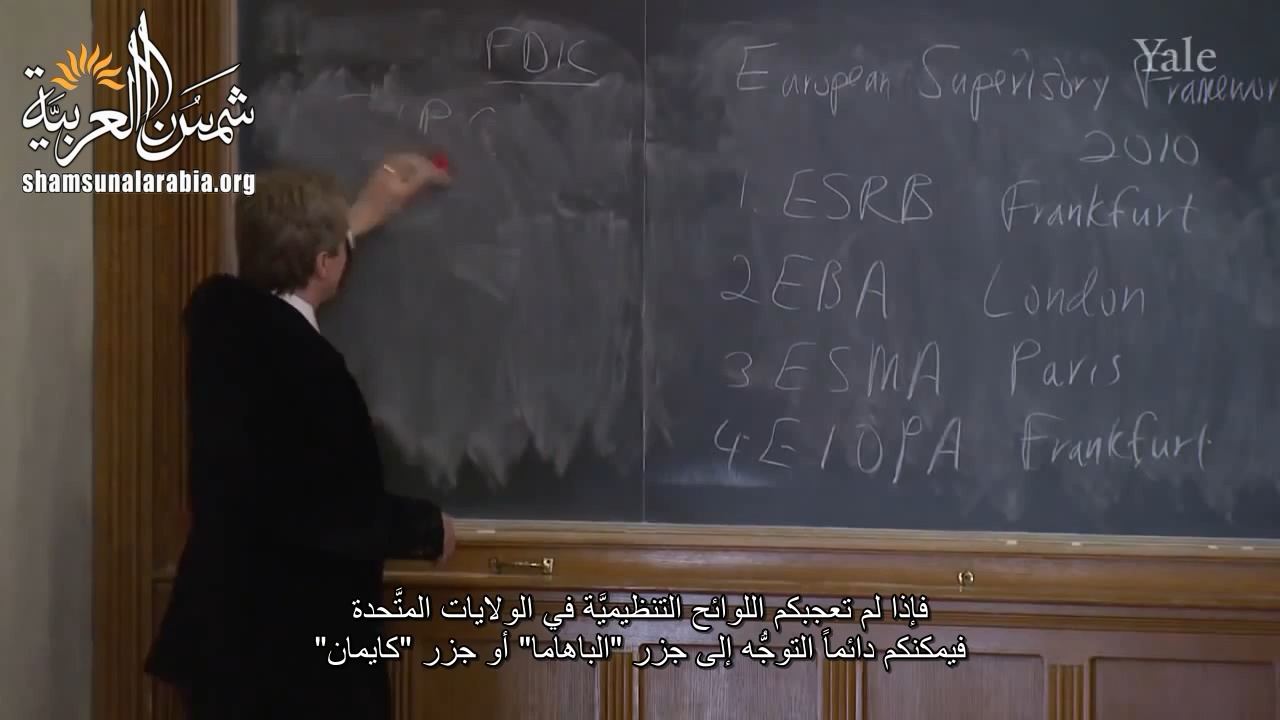 شمسُ العربيَّة
shamsunalarabia.org
Yale
FDIC
European Supervisory Framewor
2010
1. ESRB Frankfurt
2 EBA London
3 ESMA Paris
4. EIOPA Frankfurt
فإذا لم تعجبكم اللوائح التنظيميَّة في الولايات المتَّحدة
فيمكنكم دائماً التوجُّه إلى جزر "الباهاما" أو جزر "كايمان"